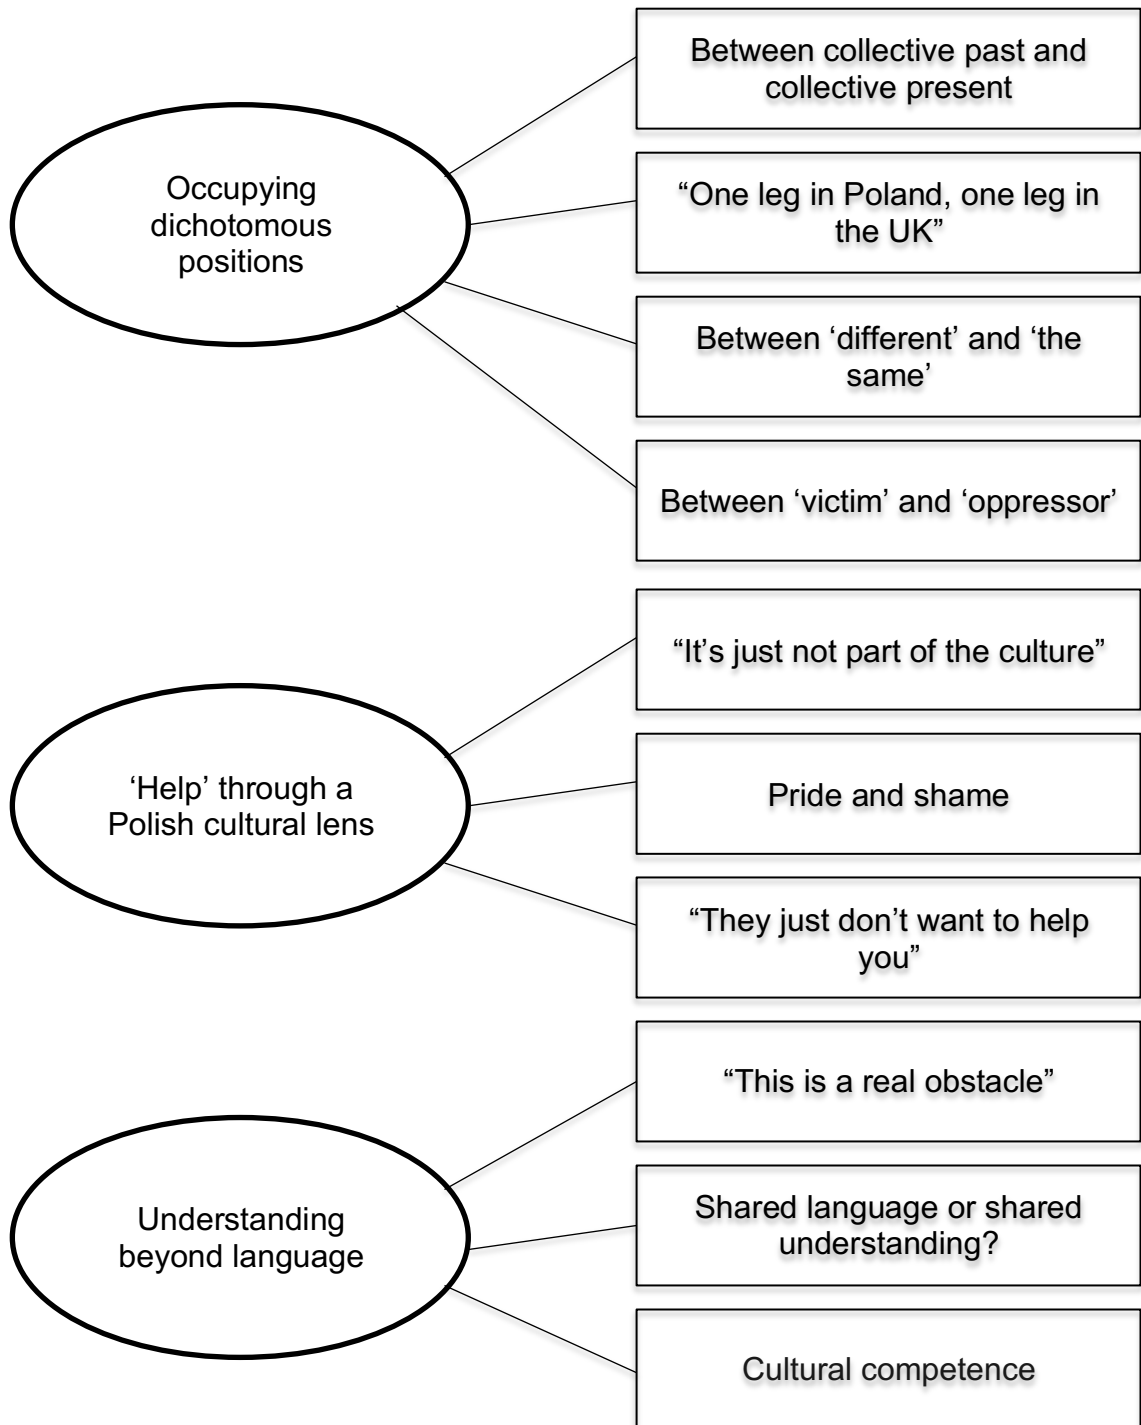 Between collective past and
collective present
Occupying
dichotomous
positions
“One leg in Poland, one leg in
the UK”
Between ‘different’ and ‘the
same’
Between ‘victim’ and ‘oppressor’
‘Help’ through a
Polish cultural lens
“It’s just not part of the culture”
Pride and shame
“They just don’t want to help
you”
Understanding
beyond language
“This is a real obstacle”
Shared language or shared
understanding?
Cultural competence